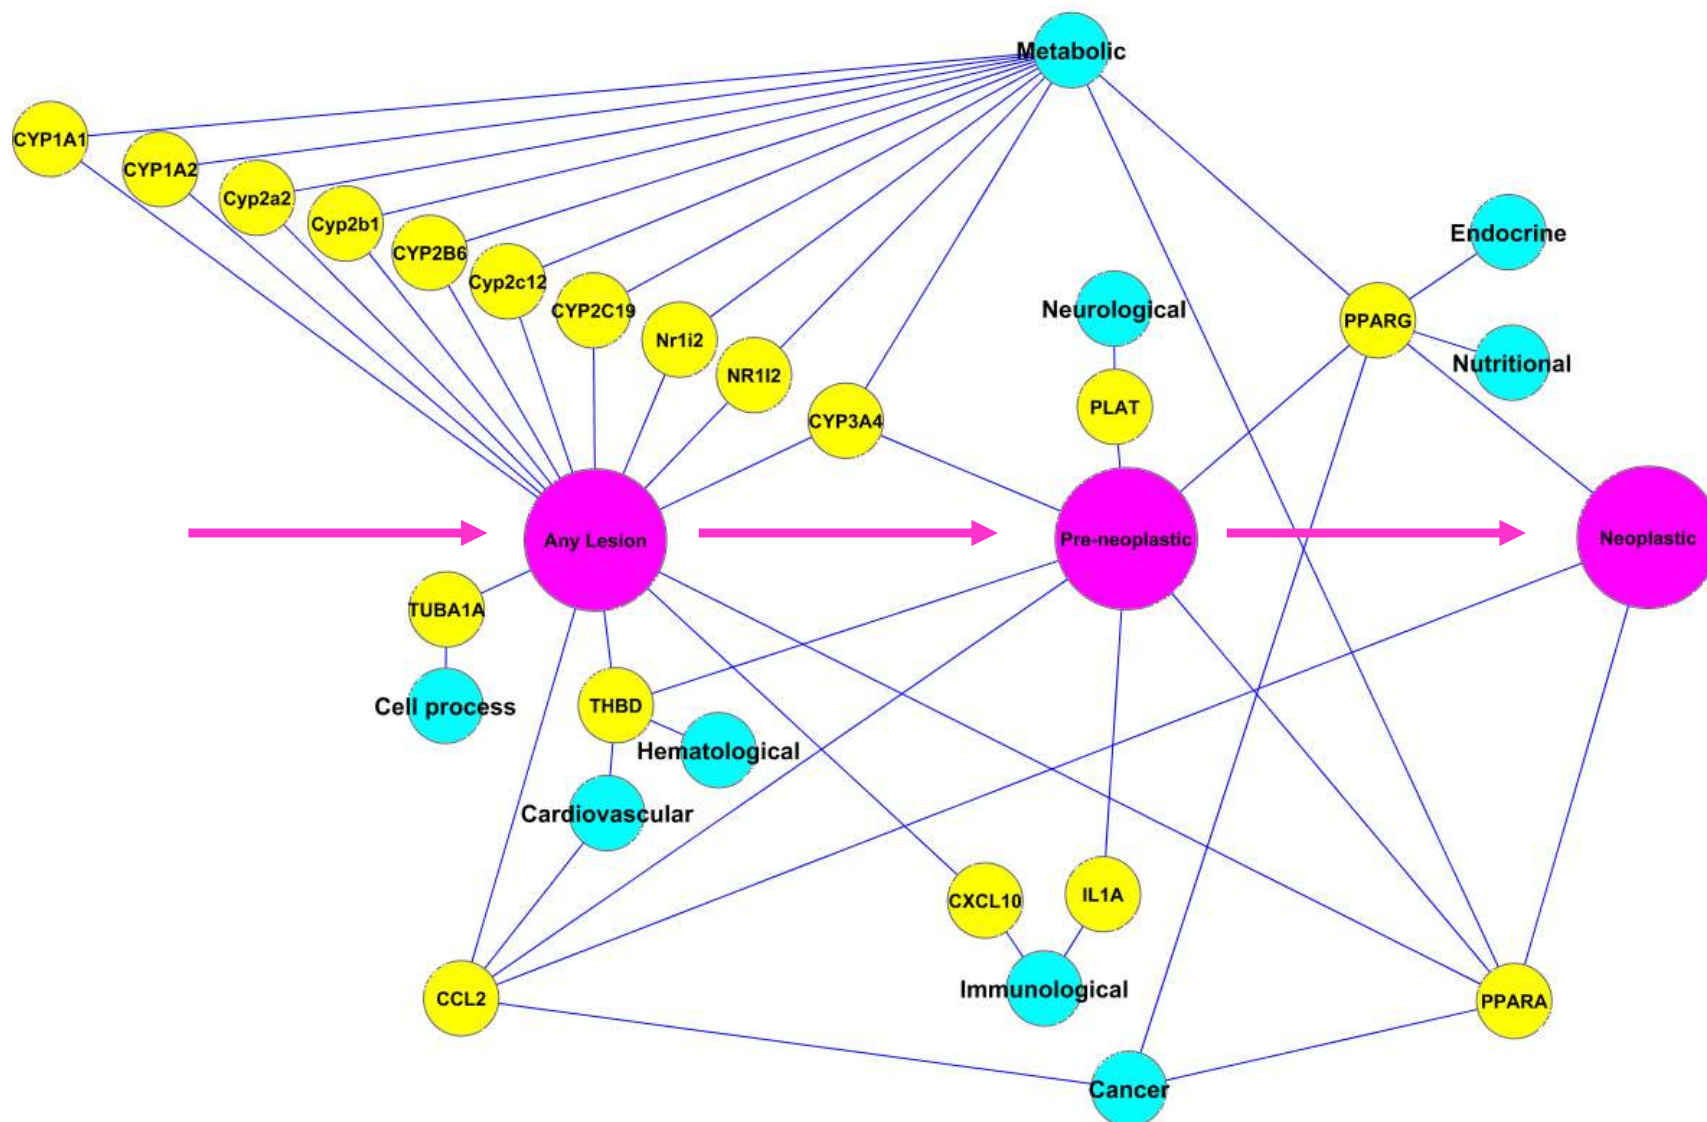 Metabolic
CYP1A1
CYP1A2
Cyp2a2
Cyp2b1
CYP2B6
Cyp2c12
CYP2C19
Nr1i2
NR1I2
CYP3A4
Neurological
PLAT
Endocrine
PPARG
Nutritional
Any Lesion
Pre-neoplastic
Neoplastic
TUBA1A
Cell process
THBD
Hematological
Cardiovascular
CXCL10
IL1A
Immunological
CCL2
PPARA
Cancer